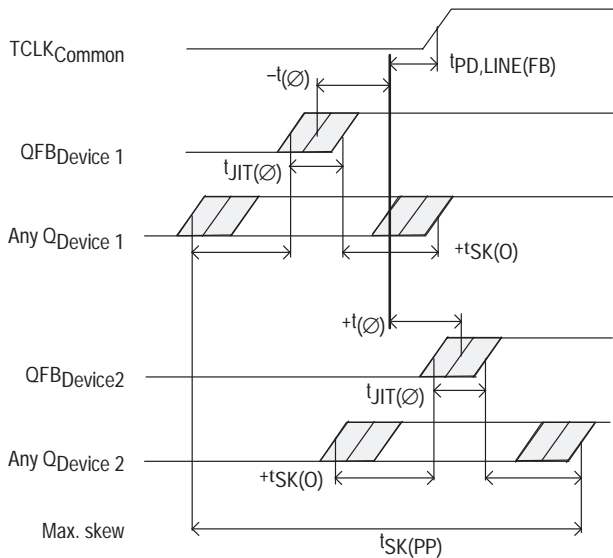 TCLKCommon
tPD,LINE(FB)
–t(∅)
QFBDevice 1
tJIT(∅)
Any QDevice 1
+tSK(O)
+t(∅)
QFBDevice2
tJIT(∅)
Any QDevice 2
+tSK(O)
Max. skew
tSK(PP)